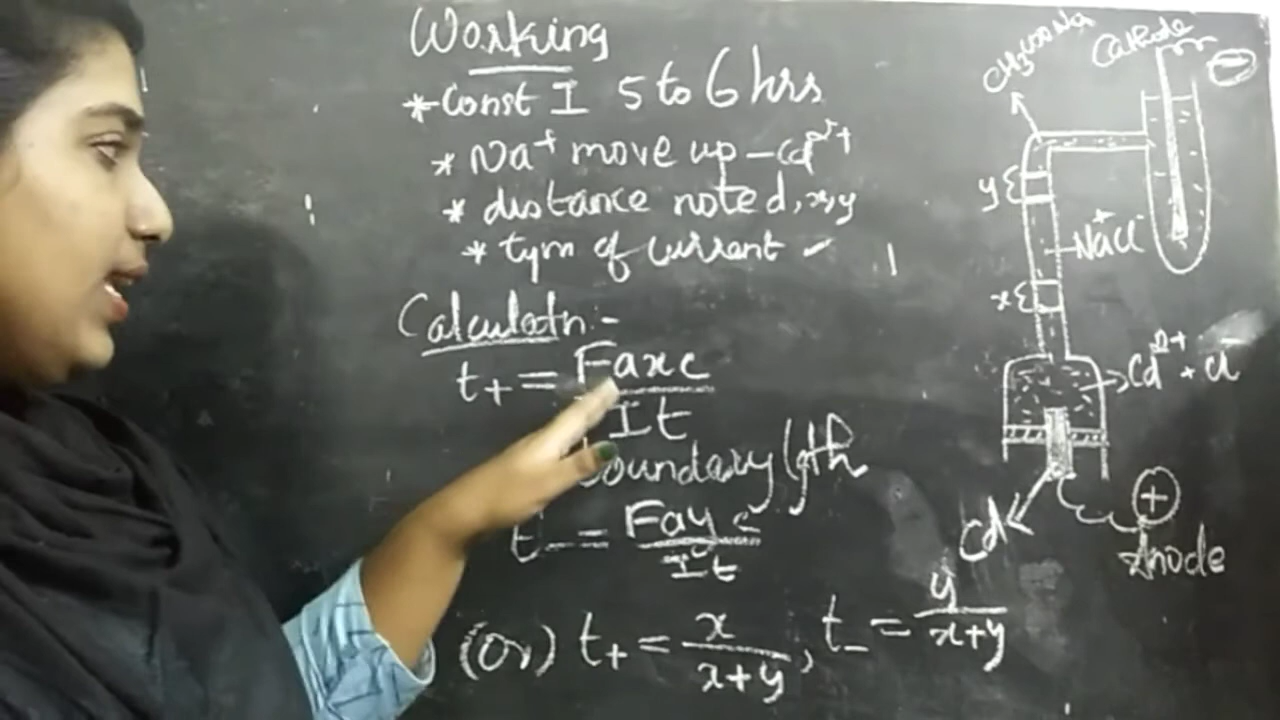 Working
* Const I 5 to 6 hrs
* Na+ move up - Cd2+
* distance noted, x, y
* tym of current
Calculatn :-
t+ = Faxc / It
boundary lgth
t- = Fayc / It
(Or) t+ = x / x+y , t- = y / x+y
CH3COONa
Cathode
-
y
NaCl
x
Cd2+ + Cl-
Cd
+
Anode